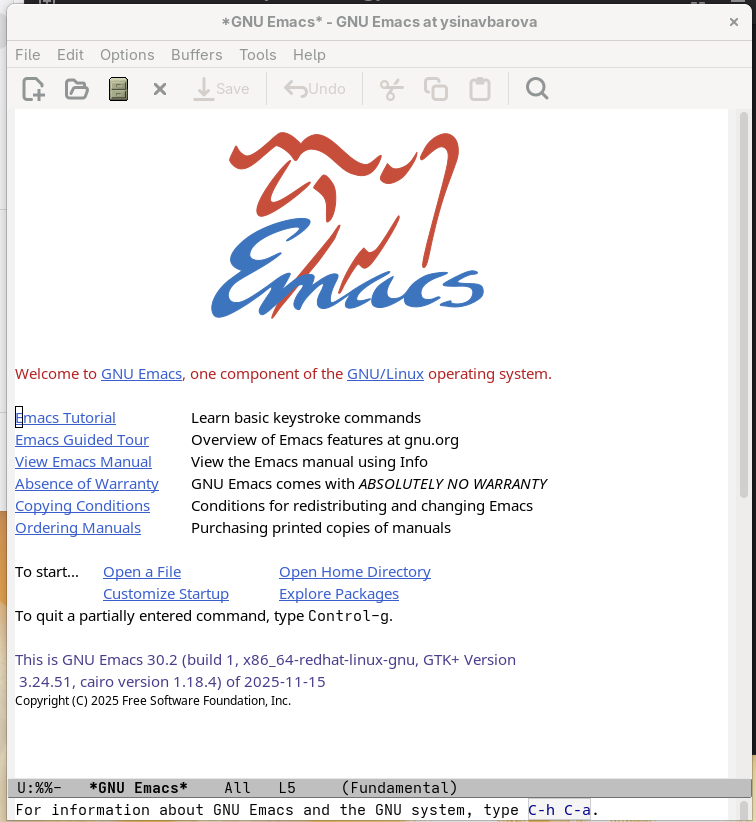 *GNU Emacs* - GNU Emacs at ysinavbarova
File Edit Options Buffers Tools Help
Save Undo
Emacs
Welcome to GNU Emacs, one component of the GNU/Linux operating system.
Emacs Tutorial Learn basic keystroke commands
Emacs Guided Tour Overview of Emacs features at gnu.org
View Emacs Manual View the Emacs manual using Info
Absence of Warranty GNU Emacs comes with ABSOLUTELY NO WARRANTY
Copying Conditions Conditions for redistributing and changing Emacs
Ordering Manuals Purchasing printed copies of manuals
To start... Open a File Open Home Directory
Customize Startup Explore Packages
To quit a partially entered command, type Control-g.
This is GNU Emacs 30.2 (build 1, x86_64-redhat-linux-gnu, GTK+ Version
3.24.51, cairo version 1.18.4) of 2025-11-15
Copyright (C) 2025 Free Software Foundation, Inc.
U:%%- *GNU Emacs* All L5 (Fundamental)
For information about GNU Emacs and the GNU system, type C-h C-a.